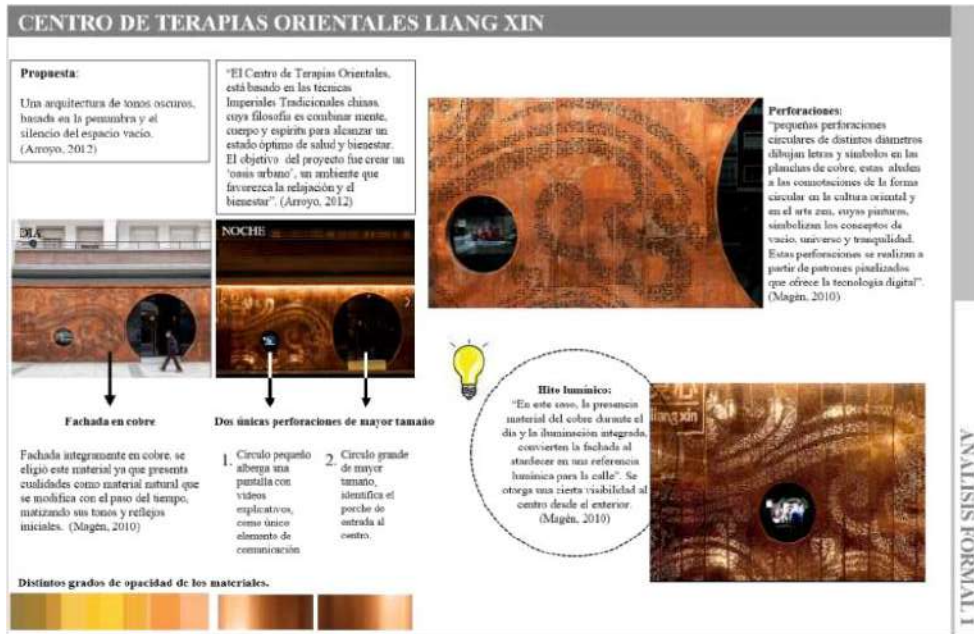 CENTRO DE TERAPIAS ORIENTALES LIANG XIN
Propuesta:
Una arquitectura de tonos oscuros,
basada en la penumbra y el
silencio del espacio vacío.
(Arroyo, 2012)
“El Centro de Terapias Orientales,
está basado en las técnicas
Imperiales Tradicionales chinas,
cuya filosofía es combinar mente,
cuerpo y espíritu para alcanzar un
estado óptimo de salud y bienestar.
El objetivo del proyecto fue crear un
‘oasis urbano’, un ambiente que
favorezca la relajación y el
bienestar”. (Arroyo, 2012)
DÍA
NOCHE
Perforaciones:
“pequeñas perforaciones
circulares de distintos diámetros
dibujan letras y símbolos en las
planchas de cobre, estas aluden
a las connotaciones de la forma
circular en la cultura oriental y
en el arte zen, cuyas pinturas,
simbolizan los conceptos de
vacío, universo y tranquilidad.
Estas perforaciones se realizan a
partir de patrones pixelizados
que ofrece la tecnología digital”.
(Magén, 2010)
Fachada en cobre
Fachada íntegramente en cobre, se
eligió este material ya que presenta
cualidades como material natural que
se modifica con el paso del tiempo,
matizando sus tonos y reflejos
iniciales. (Magén, 2010)
Dos únicas perforaciones de mayor tamaño
1. Circulo pequeño
alberga una
pantalla con
videos
explicativos,
como único
elemento de
comunicación
2. Circulo grande
de mayor
tamaño,
identifica el
porche de
entrada al
centro.
Hito lumínico:
“En este caso, la presencia
material del cobre durante el
día y la iluminación integrada,
convierten la fachada al
atardecer en una referencia
lumínica para la calle”. Se
otorga una cierta visibilidad al
centro desde el exterior.
(Magén, 2010)
liang xin
Distintos grados de opacidad de los materiales.
ANÁLISIS FORMAL 1